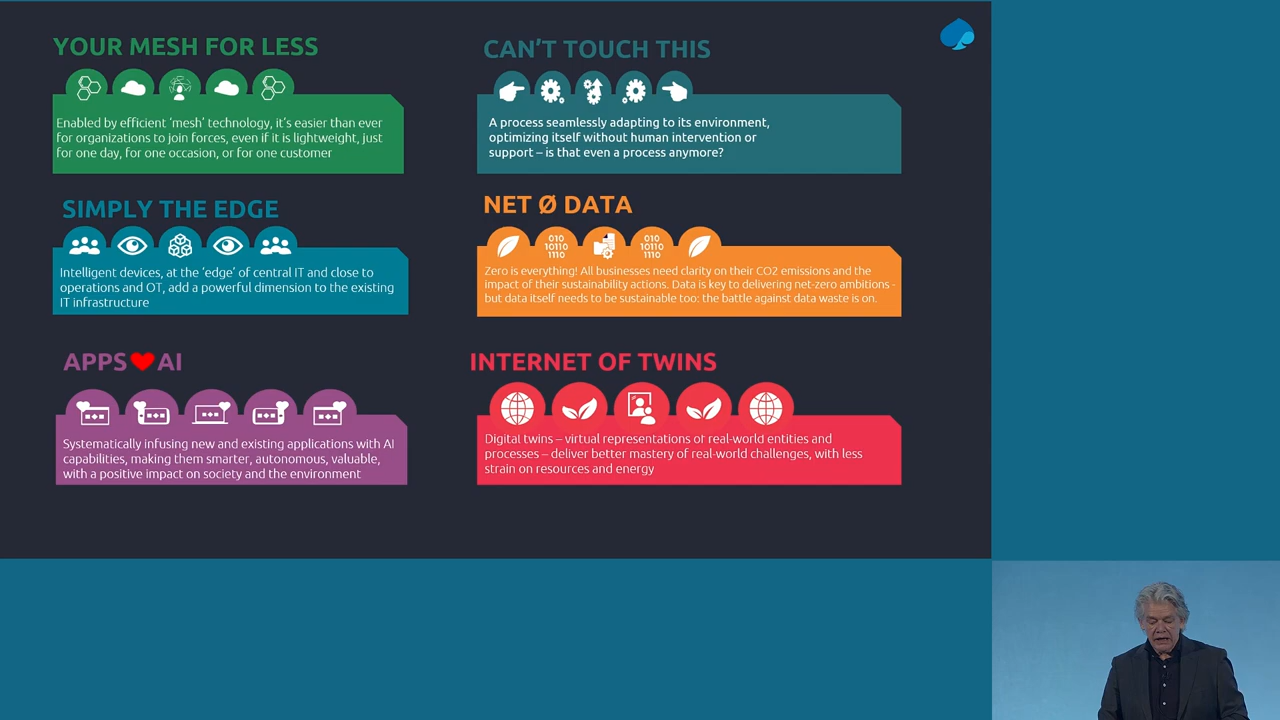 YOUR MESH FOR LESS
Enabled by efficient ‘mesh’ technology, it’s easier than ever
for organizations to join forces, even if it is lightweight, just
for one day, for one occasion, or for one customer
CAN’T TOUCH THIS
A process seamlessly adapting to its environment,
optimizing itself without human intervention or
support – is that even a process anymore?
SIMPLY THE EDGE
Intelligent devices, at the ‘edge’ of central IT and close to
operations and OT, add a powerful dimension to the existing
IT infrastructure
NET Ø DATA
010
10110
1110
010
10110
1110
Zero is everything! All businesses need clarity on their CO2 emissions and the
impact of their sustainability actions. Data is key to delivering net-zero ambitions -
but data itself needs to be sustainable too: the battle against data waste is on.
APPS❤AI
Systematically infusing new and existing applications with AI
capabilities, making them smarter, autonomous, valuable,
with a positive impact on society and the environment
INTERNET OF TWINS
Digital twins – virtual representations of real-world entities and
processes – deliver better mastery of real-world challenges, with less
strain on resources and energy